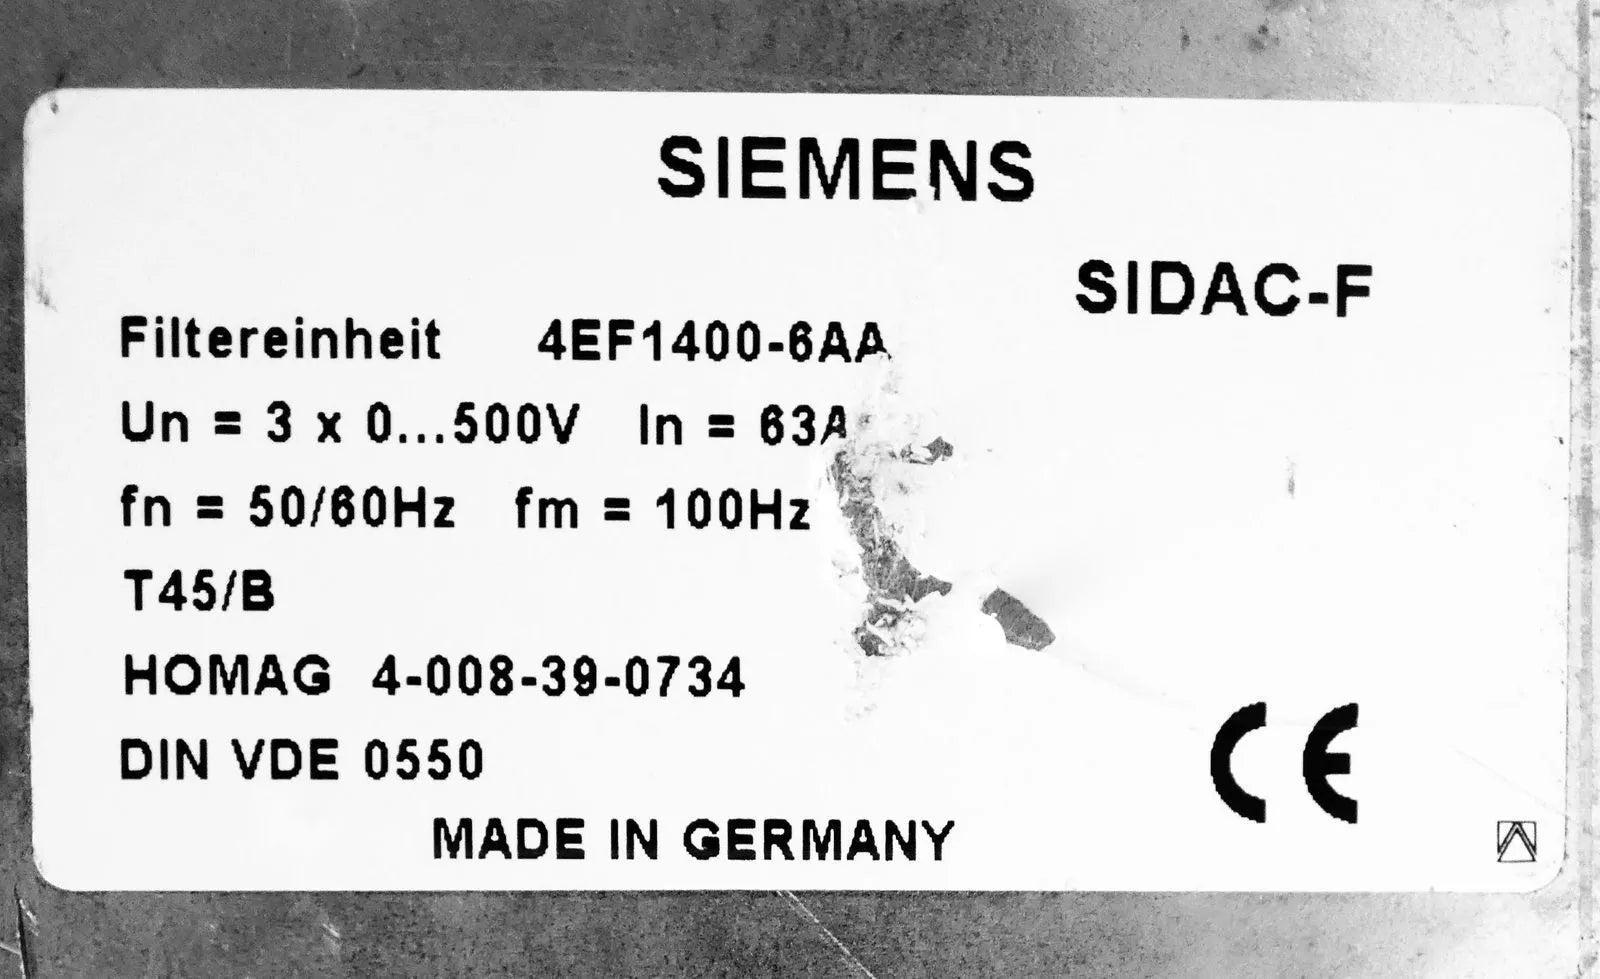 SIEMENS
SIDAC-F
Filtereinheit 4EF1400-6AA
Un = 3 x 0...500V In = 63A
fn = 50/60Hz fm = 100Hz
T45/B
HOMAG 4-008-39-0734
DIN VDE 0550
CE
MADE IN GERMANY